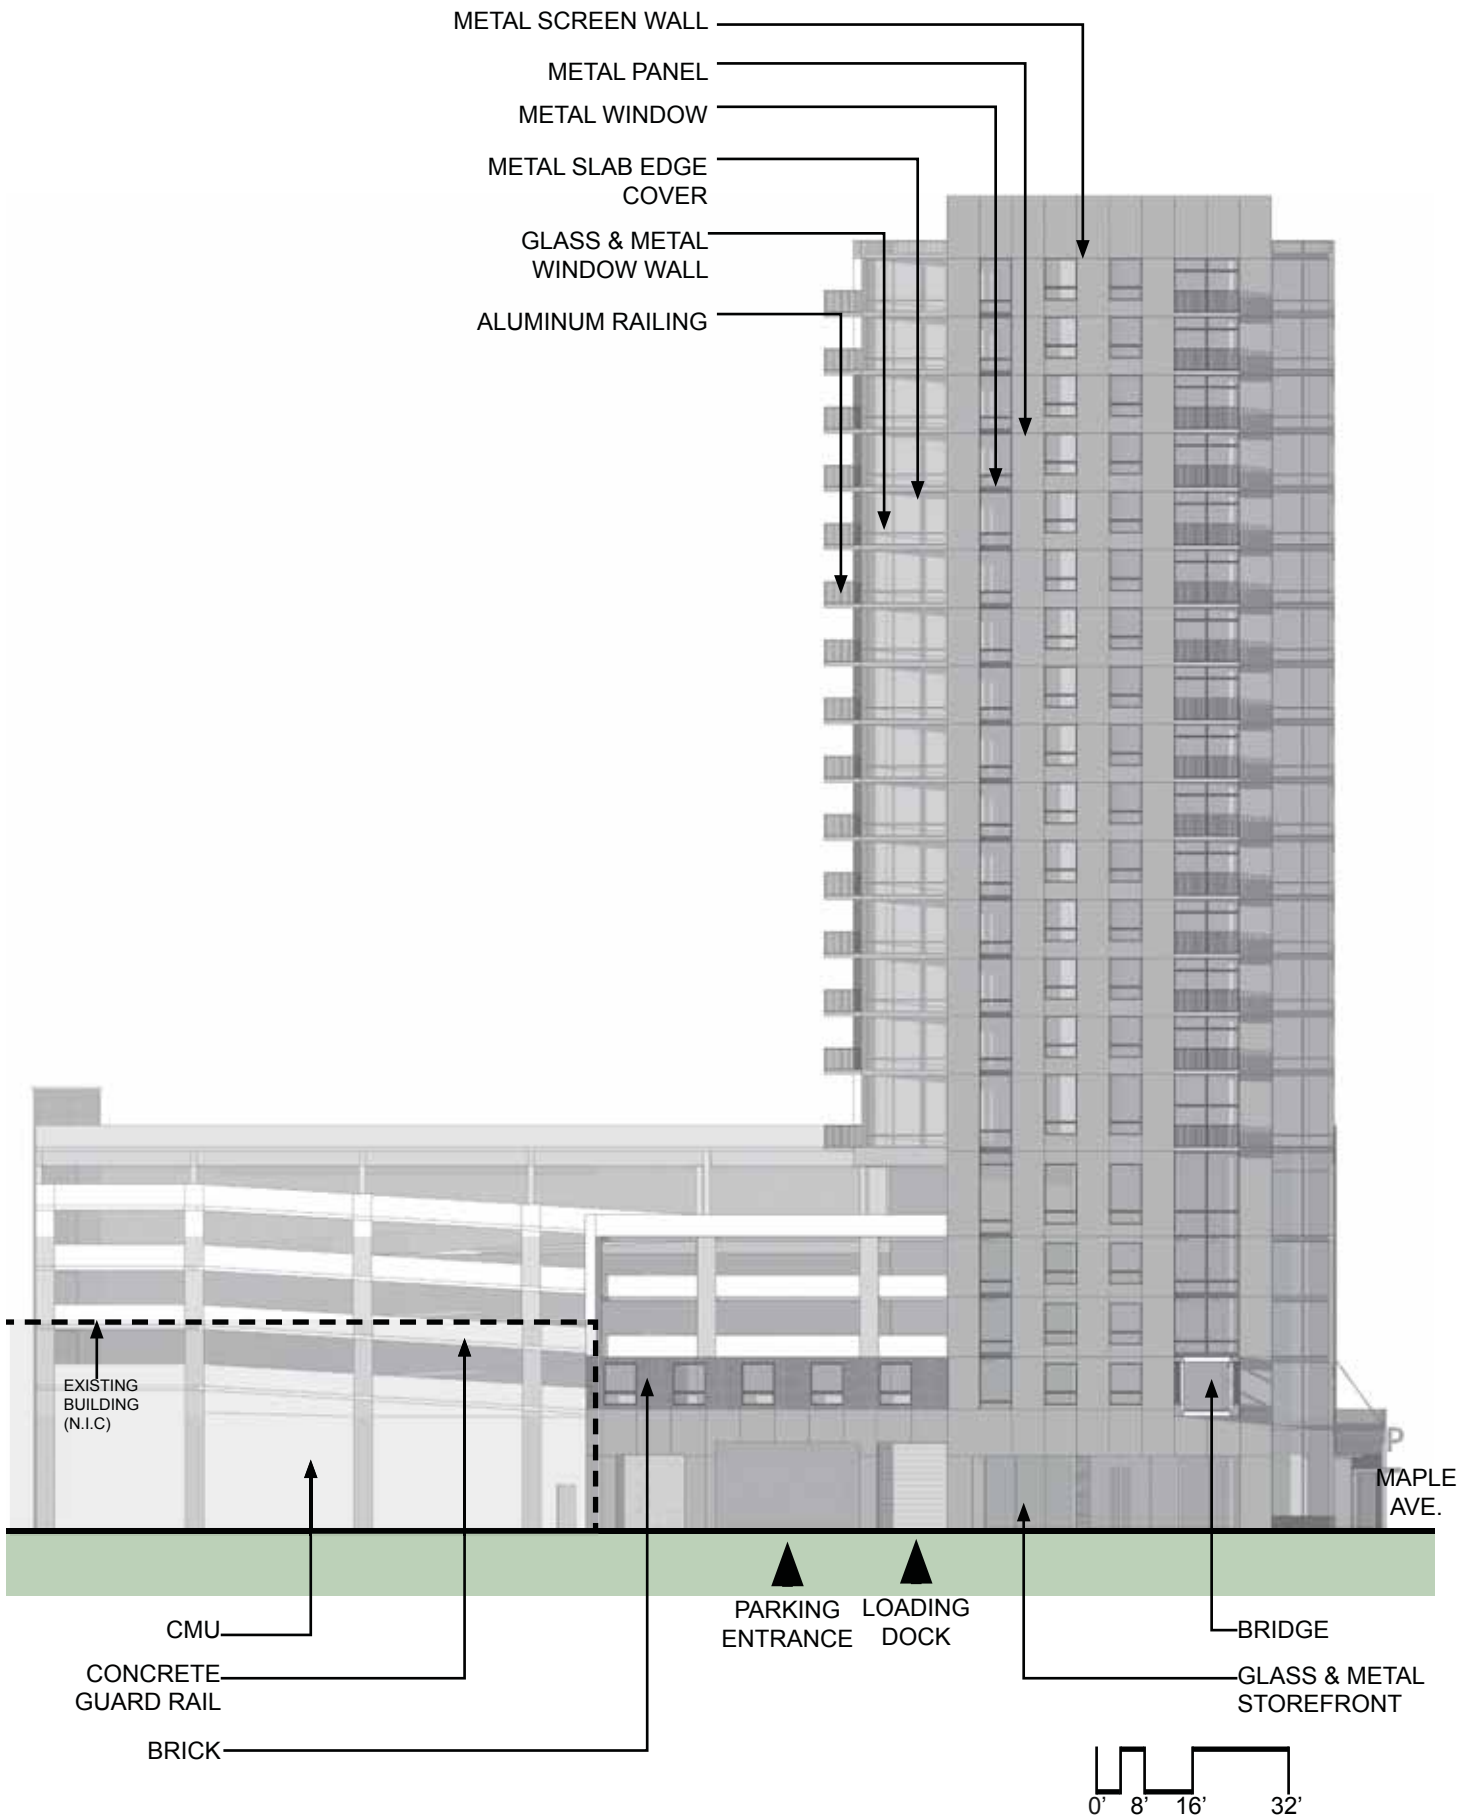 METAL SCREEN WALL
METAL PANEL
METAL WINDOW
METAL SLAB EDGE
COVER
GLASS & METAL
WINDOW WALL
ALUMINUM RAILING
EXISTING
BUILDING
(N.I.C)
P
MAPLE
AVE.
PARKING
ENTRANCE
LOADING
DOCK
CMU
CONCRETE
GUARD RAIL
BRICK
BRIDGE
GLASS & METAL
STOREFRONT
0' 8' 16' 32'